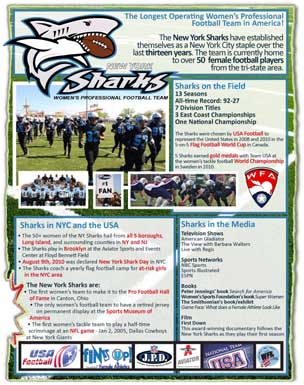 The Longest Operating Women's Professional
Football Team in America!
The New York Sharks have established
themselves as a New York City staple over the
last thirteen years. The team is currently home
to over 50 female football players
from the tri-state area.
NEW YORK
Sharks
WOMEN'S PROFESSIONAL FOOTBALL TEAM
Sharks on the Field
13 Seasons
All-time Record: 92-27
7 Division Titles
3 East Coast Championships
One National Championship
The Sharks were chosen by USA Football to
represent the United States in 2008 and 2010 in the
5-on-5 Flag Football World Cup in Canada.
5 Sharks earned gold medals with Team USA at
the women's tackle football World Championship
in Sweden in 2010.
#1
FAN
WFA
Sharks in NYC and the USA
• The 50+ women of the NY Sharks hail from all 5 boroughs,
Long Island, and surrounding counties in NY and NJ
• The Sharks play in Brooklyn at the Aviator Sports and Events
Center at Floyd Bennett Field
• August 9th, 2010 was declared New York Shark Day in NYC
• The Sharks coach a yearly flag football camp for at-risk girls
in the NYC area
The New York Sharks are:
• The first women's team to make it to the Pro Football Hall
of Fame in Canton, Ohio
• The only women's football team to have a retired jersey
on permanent display at the Sports Museum of
America
• The first women's tackle team to play a half-time
scrimmage at an NFL game - Jan 2, 2005, Dallas Cowboys
at New York Giants
Sharks in the Media
Television Shows
American Gladiator
The View with Barbara Walters
Live with Regis
Sports Networks
NBC Sports
Sports Illustrated
ESPN
Books
Peter Jennings' book Search for America
Women's Sports Foundation's book Super Women
The Smithsonian's book/exhibit
Game Face: What does a Female Athlete Look Like
Film
First Down
This award-winning documentary follows the
New York Sharks as they play their first season.
USA
Football
FINS UP!
J.P.D.
AVIATOR
NATIONAL TEAM
USA